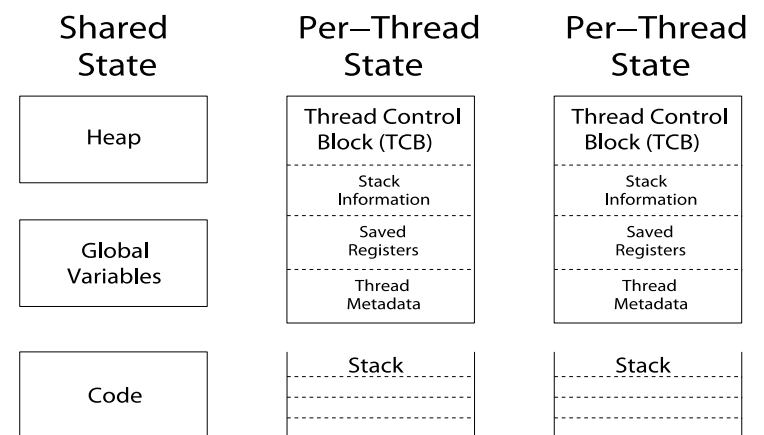 Shared
State
Heap
Global
Variables
Code
Per–Thread
State
Thread Control
Block (TCB)
Stack
Information
Saved
Registers
Thread
Metadata
Stack
Per–Thread
State
Thread Control
Block (TCB)
Stack
Information
Saved
Registers
Thread
Metadata
Stack